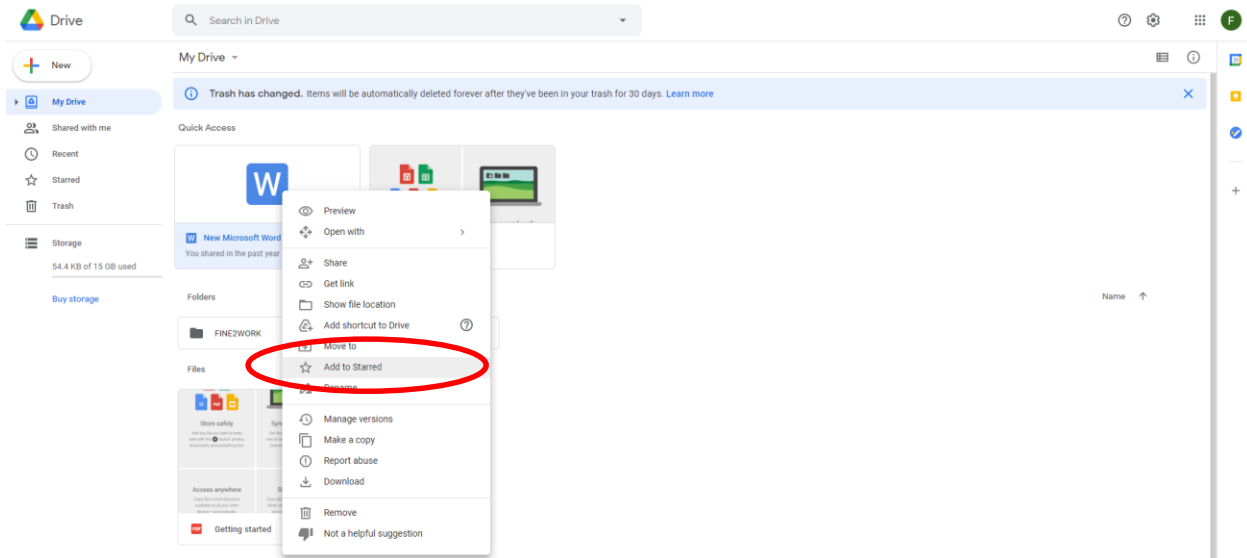 Drive
Search in Drive
F
New
My Drive
Trash has changed. Items will be automatically deleted forever after they've been in your trash for 30 days. Learn more
My Drive
Shared with me
Recent
Starred
Trash
Storage
54.4 KB of 15 GB used
Buy storage
Quick Access
W
W New Microsoft Word
You shared in the past year
Preview
Open with
Share
Get link
Show file location
Add shortcut to Drive
Move to
Add to Starred
Rename
Manage versions
Make a copy
Report abuse
Download
Remove
Not a helpful suggestion
Folders
Name
FINE2WORK
Files
Store safely
Access anywhere
PDF Getting started